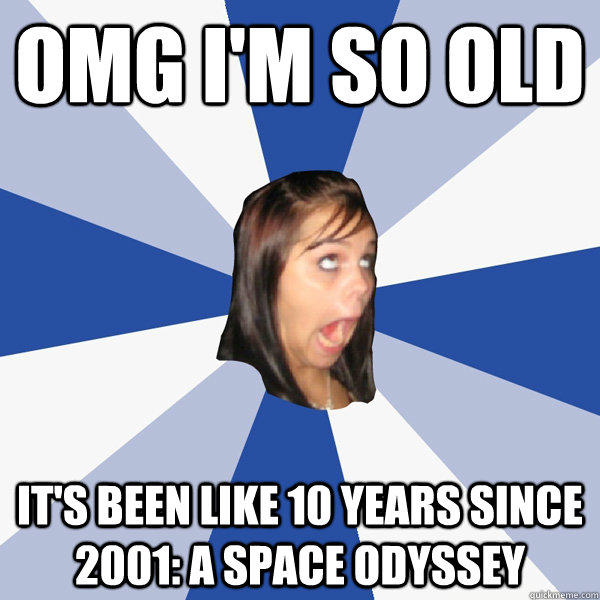 OMG I'M SO OLD
IT'S BEEN LIKE 10 YEARS SINCE
2001: A SPACE ODYSSEY
quickmeme.com